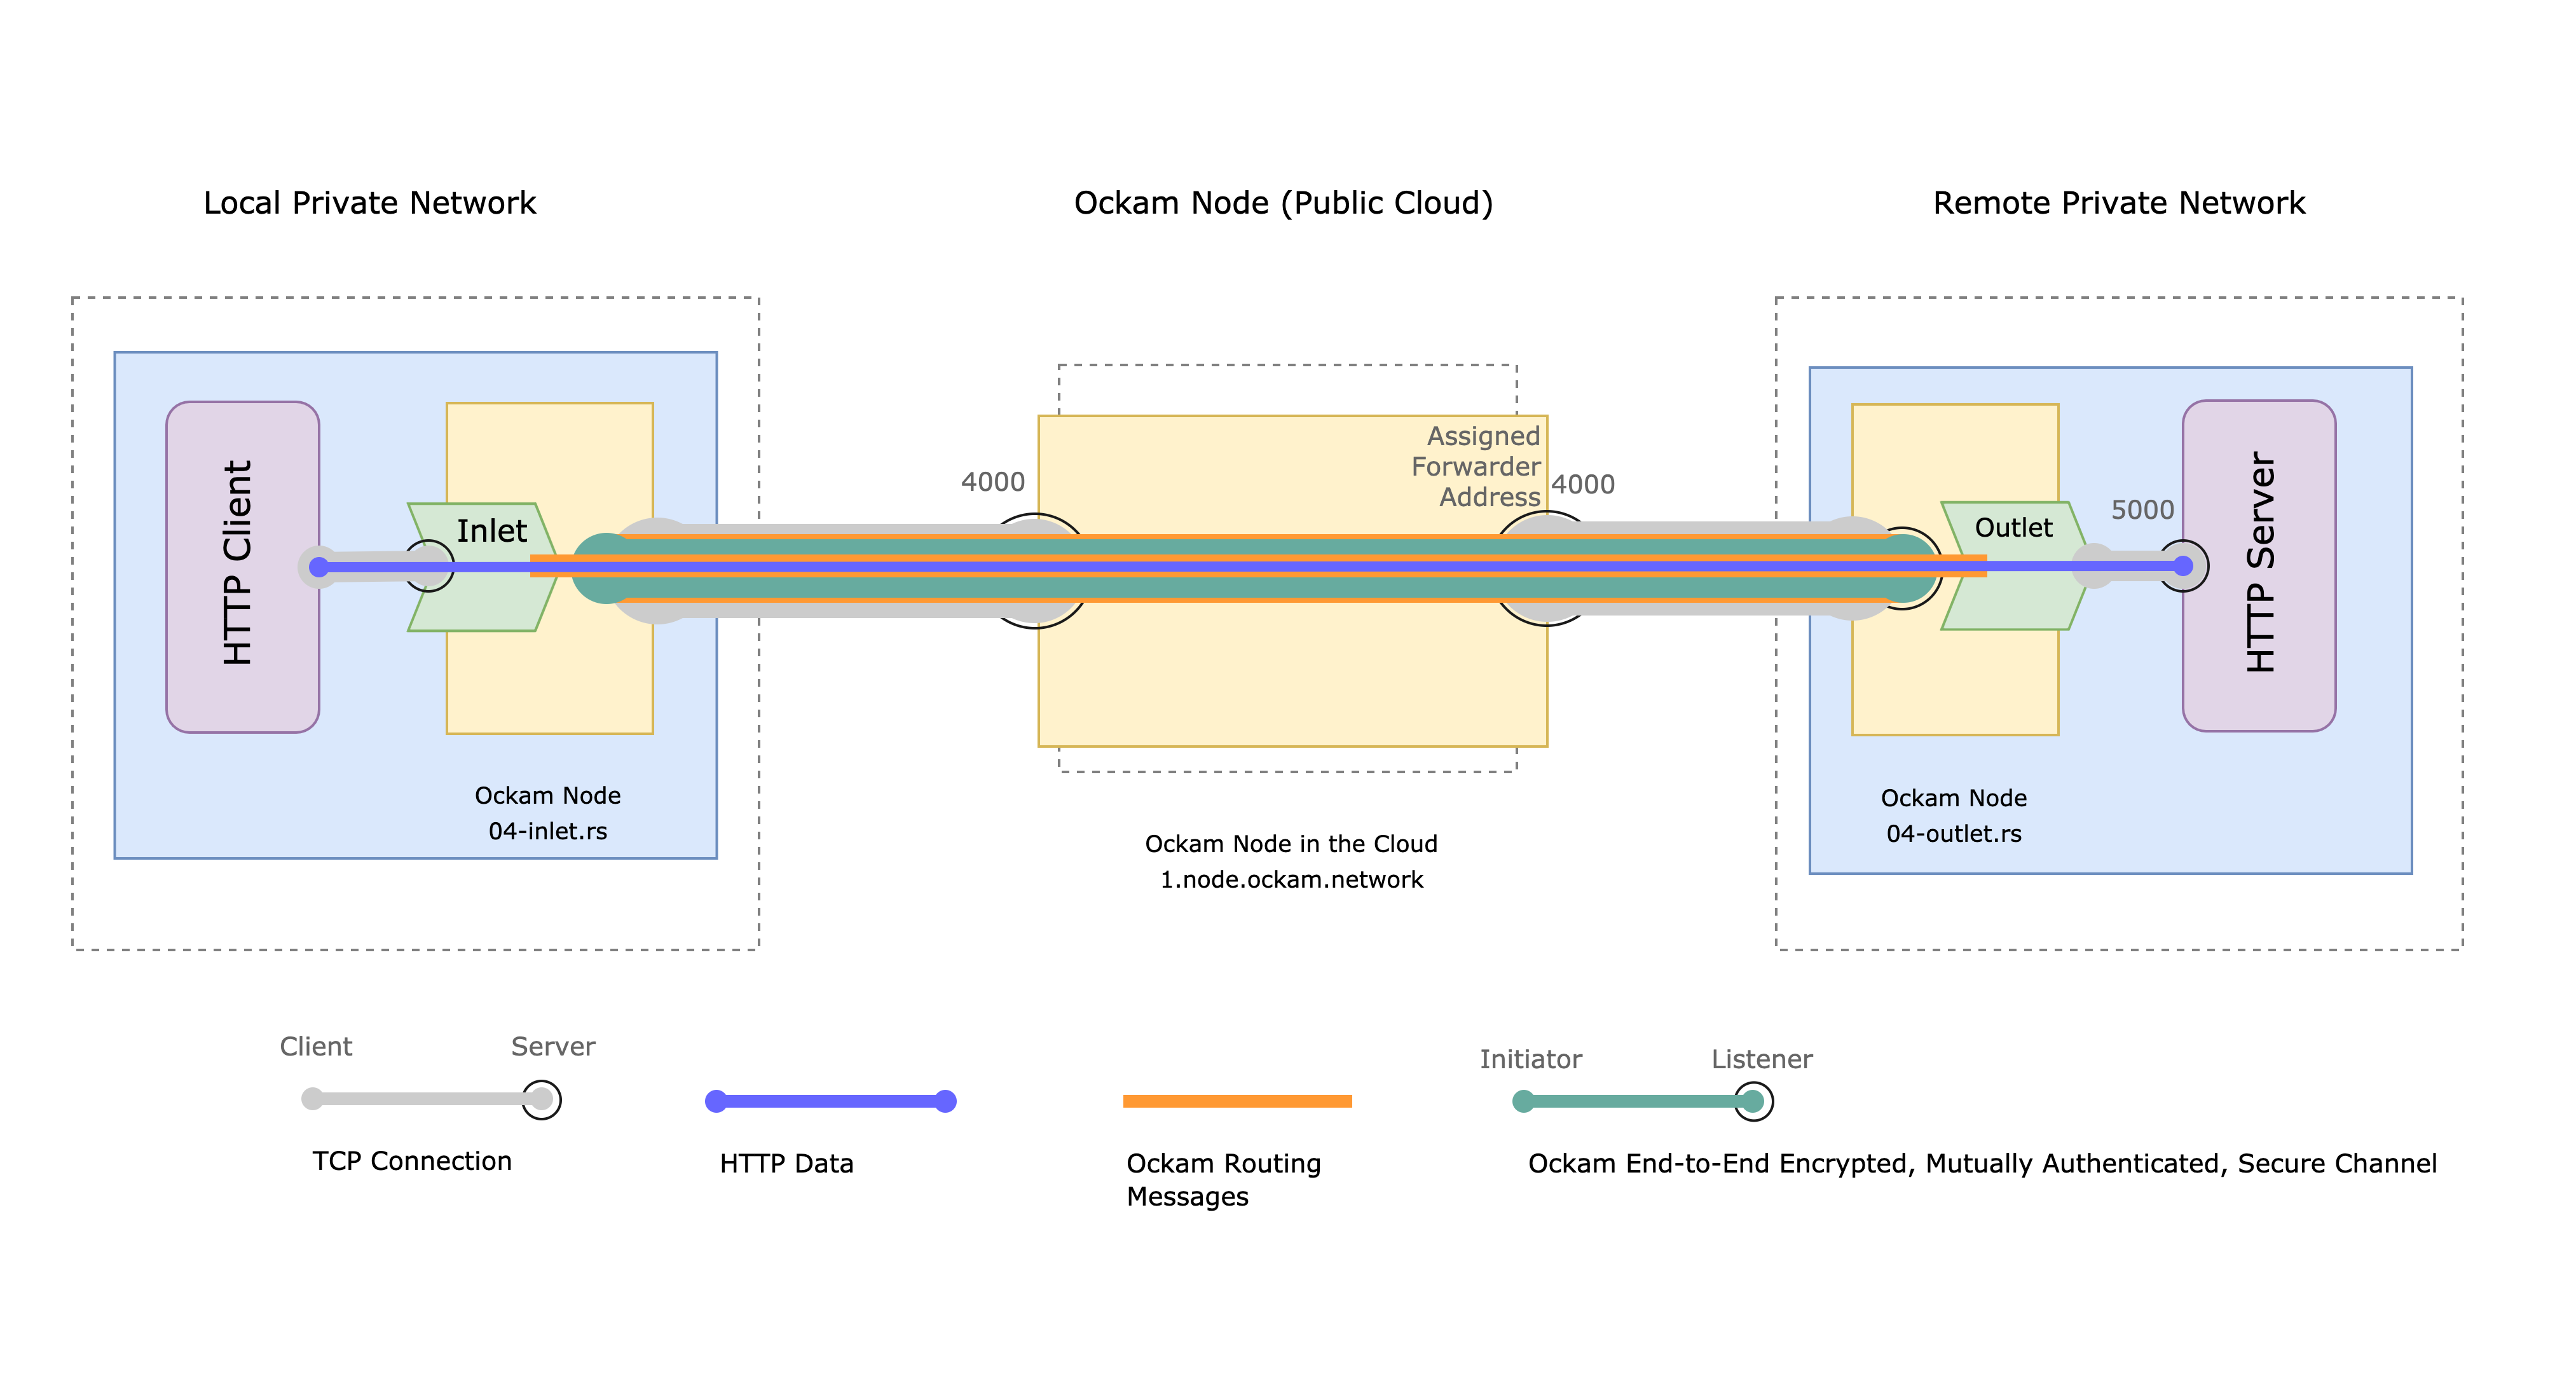 Local Private Network
Ockam Node (Public Cloud)
Remote Private Network
HTTP Client
Inlet
Ockam Node
04-inlet.rs
4000
Assigned
Forwarder
Address
4000
Ockam Node in the Cloud
1.node.ockam.network
Outlet
5000
HTTP Server
Ockam Node
04-outlet.rs
Client
Server
TCP Connection
HTTP Data
Ockam Routing
Messages
Initiator
Listener
Ockam End-to-End Encrypted, Mutually Authenticated, Secure Channel